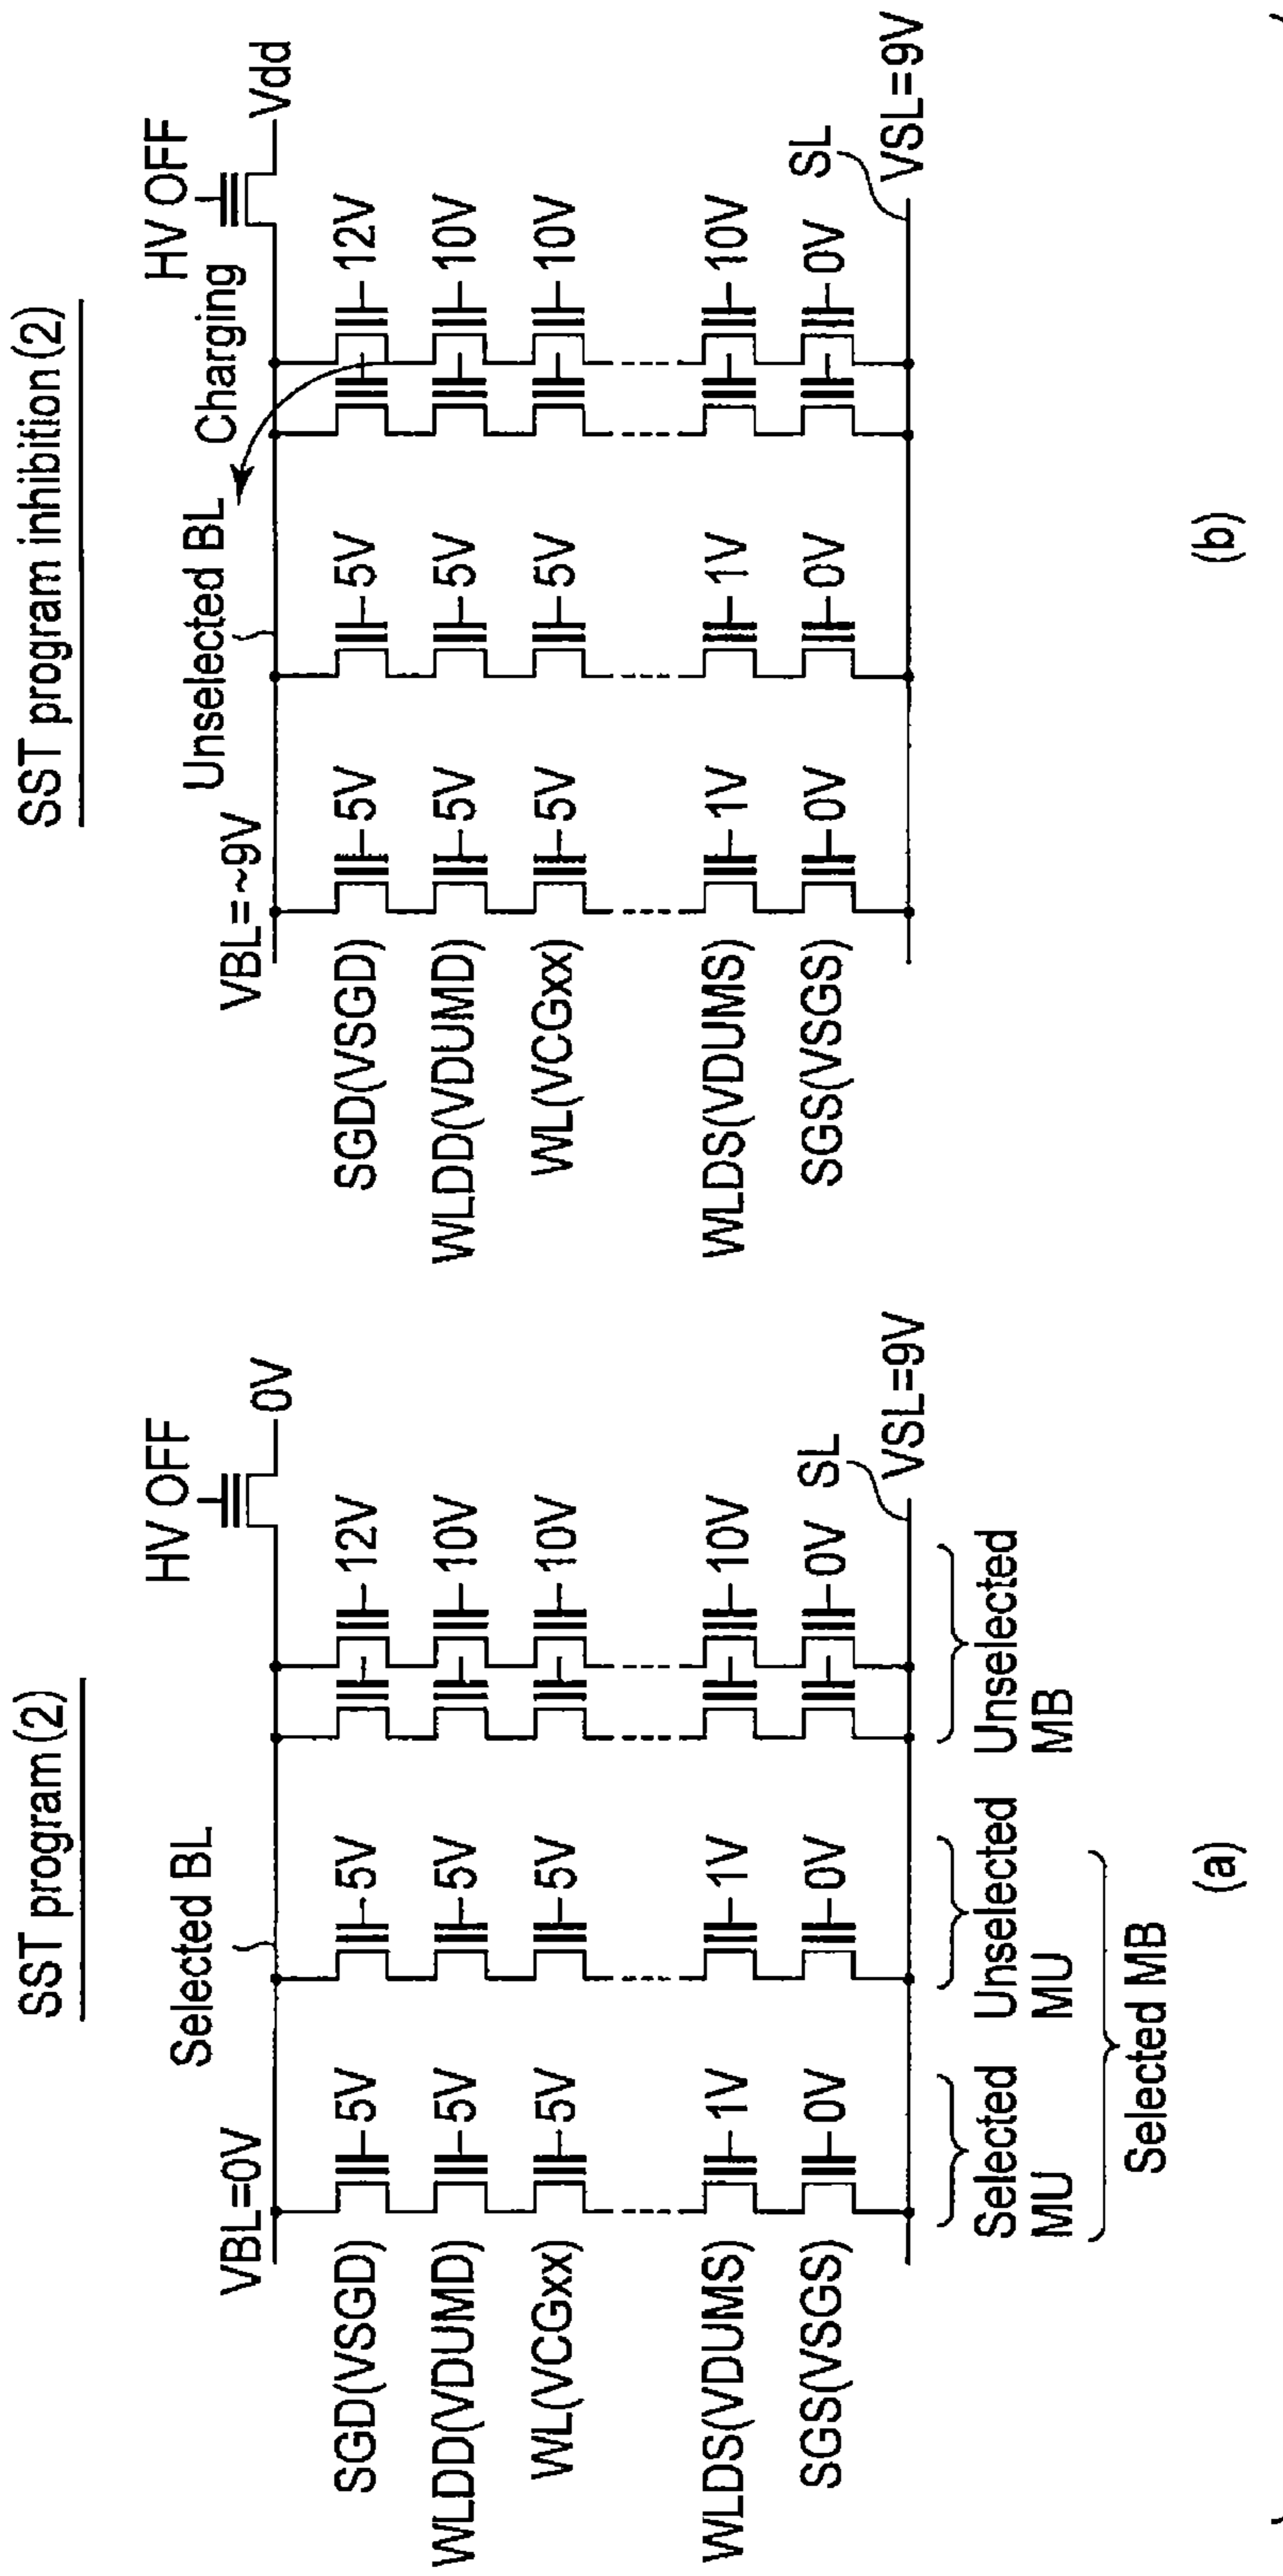 SST program (2)
Selected BL
HV OFF
VBL=0V
0V
SGD(VSGD) 5V 5V 12V
WLDD(VDUMD) 5V 5V 10V
WL(VCGxx) 5V 5V 10V
WLDS(VDUMS) 1V 1V 10V
SGS(VSGS) 0V 0V 0V
SL
VSL=9V
Selected MU
Unselected MU
Unselected MB
Selected MB
(a)
SST program inhibition (2)
Unselected BL
Charging
HV OFF
VBL=~9V
Vdd
SGD(VSGD) 5V 5V 12V
WLDD(VDUMD) 5V 5V 10V
WL(VCGxx) 5V 5V 10V
WLDS(VDUMS) 1V 1V 10V
SGS(VSGS) 0V 0V 0V
SL
VSL=9V
(b)